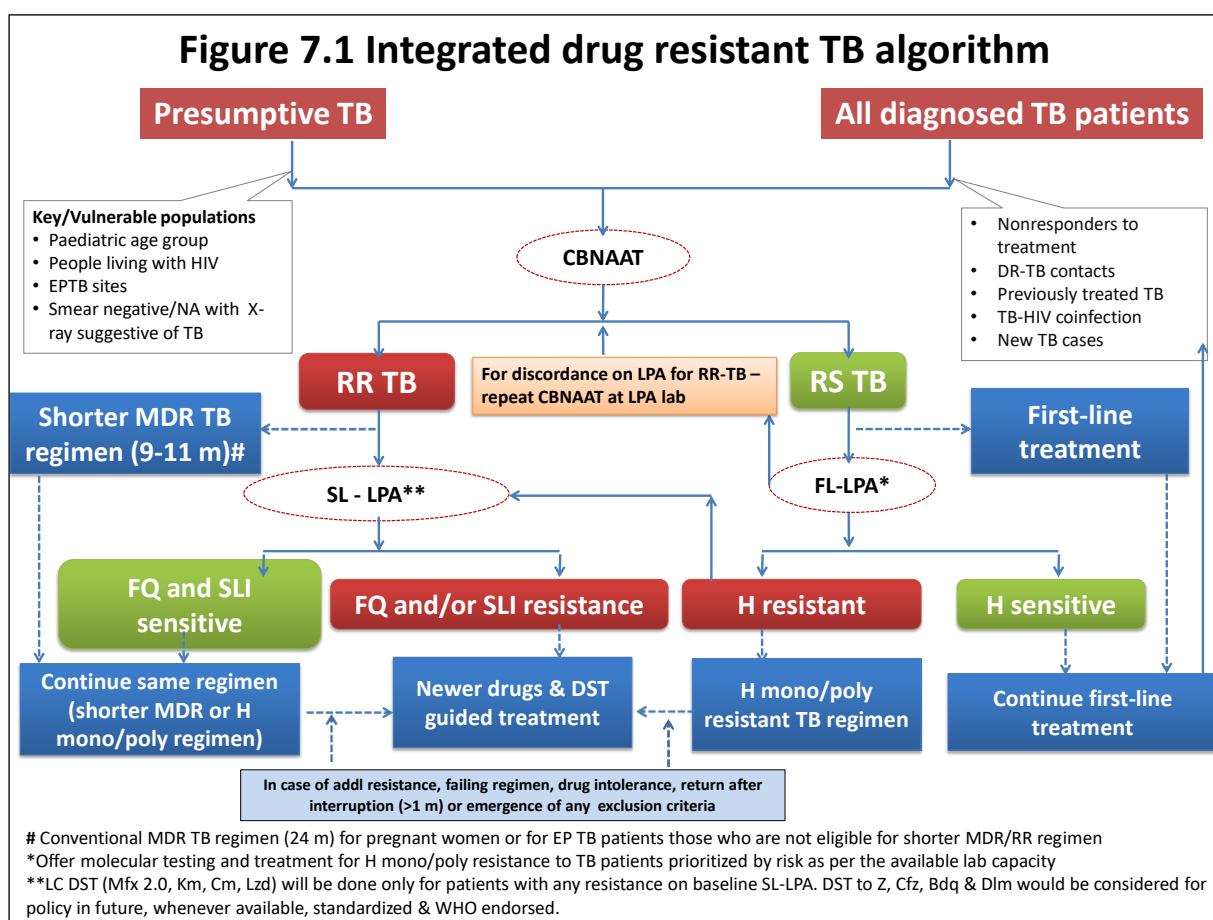 Figure 7.1 Integrated drug resistant TB algorithm
Presumptive TB
All diagnosed TB patients
Key/Vulnerable populations
• Paediatric age group
• People living with HIV
• EPTB sites
• Smear negative/NA with X-
ray suggestive of TB
CBNAAT
• Nonresponders to
treatment
• DR-TB contacts
• Previously treated TB
• TB-HIV coinfection
• New TB cases
RR TB
For discordance on LPA for RR-TB –
repeat CBNAAT at LPA lab
RS TB
Shorter MDR TB
regimen (9-11 m)#
First-line
treatment
SL - LPA**
FL-LPA*
FQ and SLI
sensitive
FQ and/or SLI resistance
H resistant
H sensitive
Continue same regimen
(shorter MDR or H
mono/poly regimen)
Newer drugs & DST
guided treatment
H mono/poly
resistant TB regimen
Continue first-line
treatment
In case of addl resistance, failing regimen, drug intolerance, return after
interruption (>1 m) or emergence of any exclusion criteria
# Conventional MDR TB regimen (24 m) for pregnant women or for EP TB patients those who are not eligible for shorter MDR/RR regimen
*Offer molecular testing and treatment for H mono/poly resistance to TB patients prioritized by risk as per the available lab capacity
**LC DST (Mfx 2.0, Km, Cm, Lzd) will be done only for patients with any resistance on baseline SL-LPA. DST to Z, Cfz, Bdq & Dlm would be considered for
policy in future, whenever available, standardized & WHO endorsed.